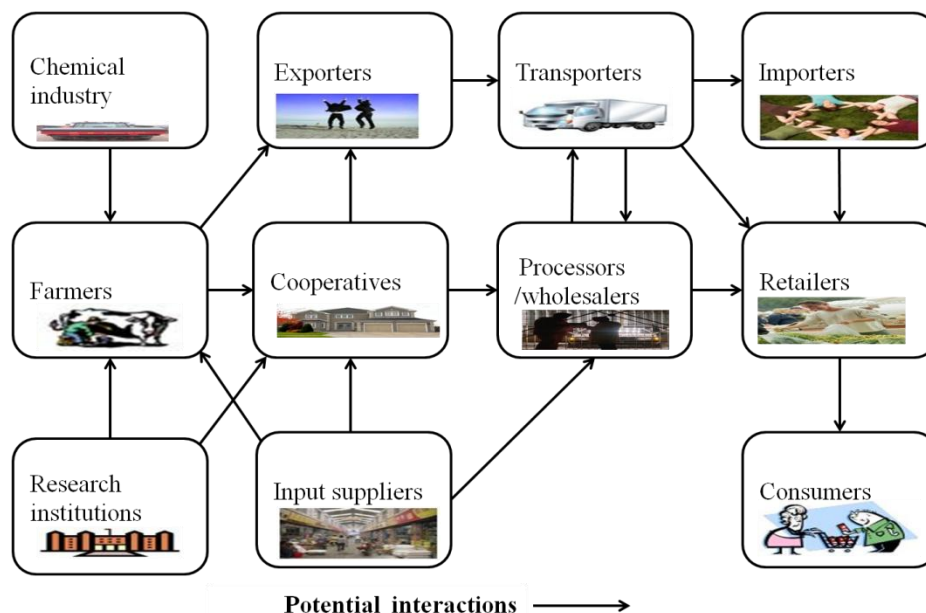 Chemical
industry
Exporters
Transporters
Importers
Farmers
Cooperatives
Processors
/wholesalers
Retailers
Research
institutions
Input suppliers
Consumers
Potential interactions